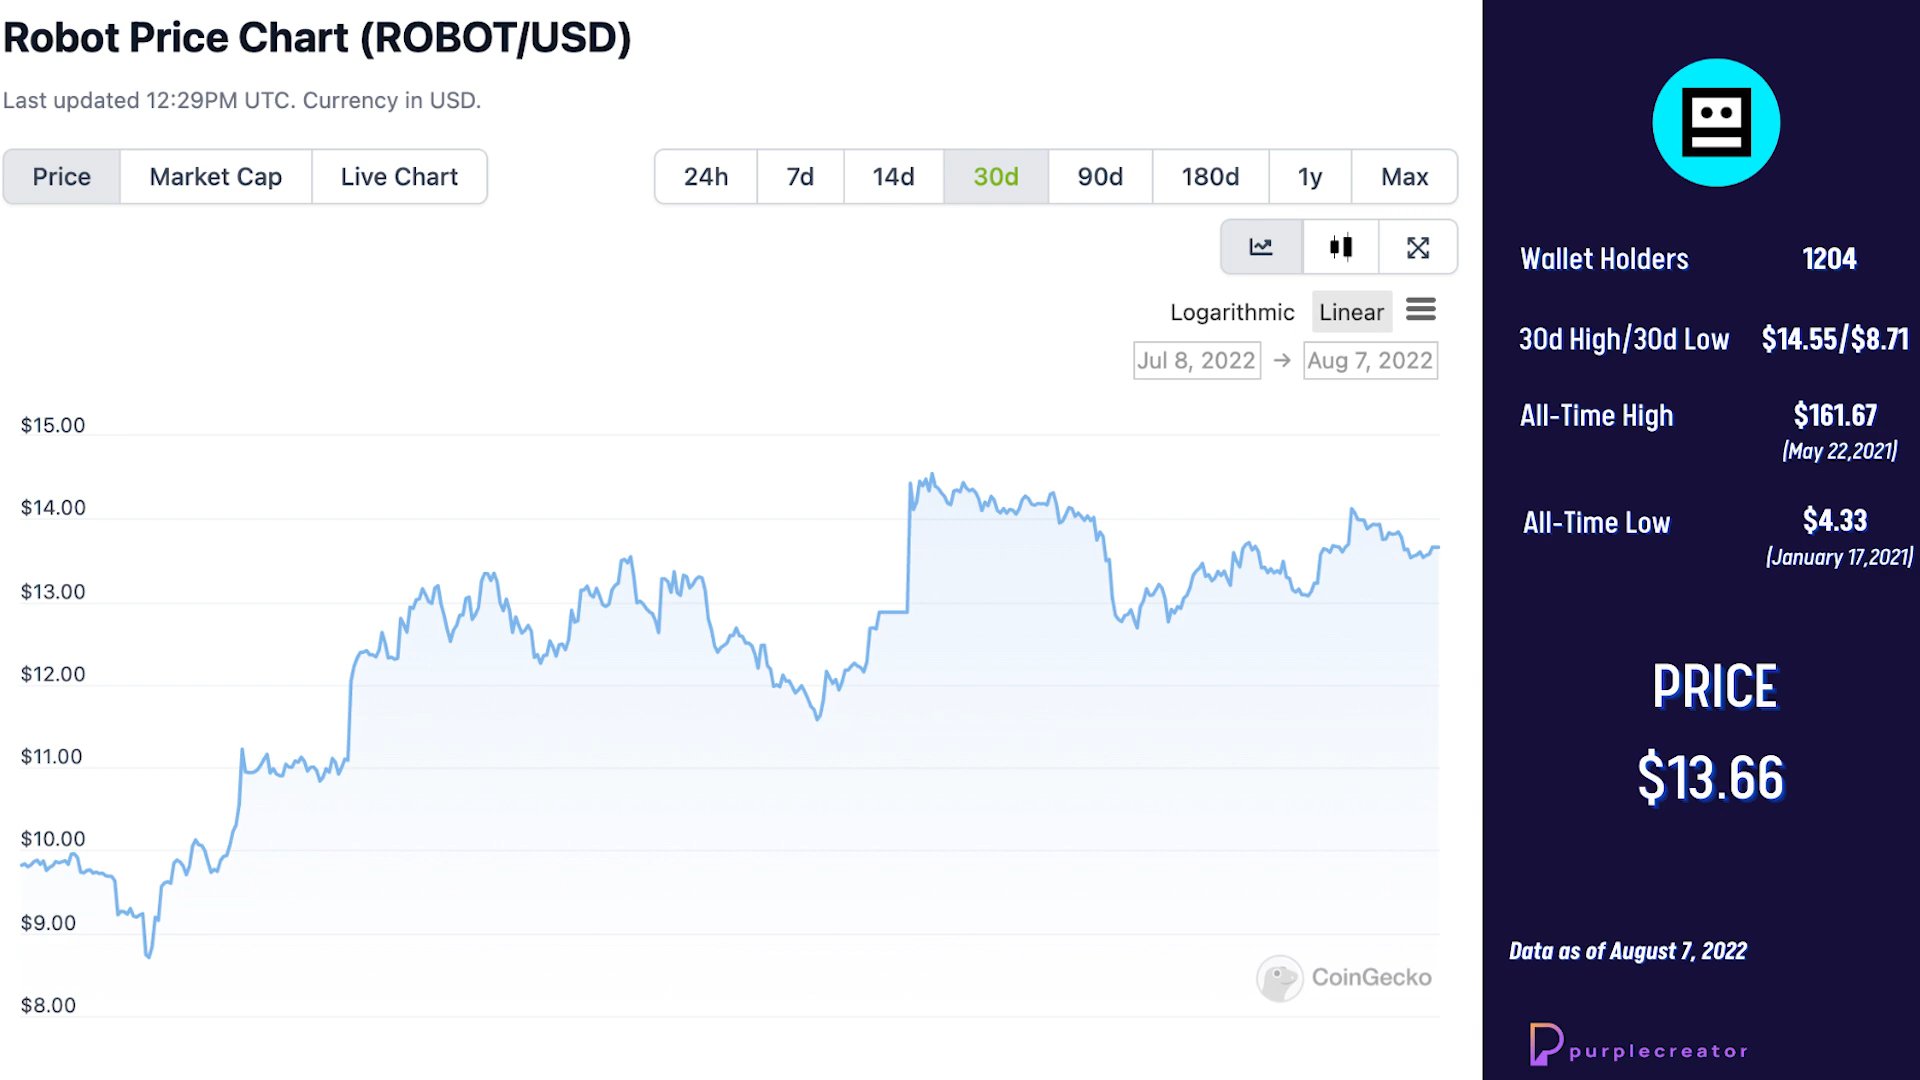 Robot Price Chart (ROBOT/USD)
Last updated 12:29PM UTC. Currency in USD.
Price Market Cap Live Chart
24h 7d 14d 30d 90d 180d 1y Max
Logarithmic Linear
Jul 8, 2022 → Aug 7, 2022
$15.00
$14.00
$13.00
$12.00
$11.00
$10.00
$9.00
$8.00
CoinGecko
Wallet Holders 1204
30d High/30d Low $14.55/$8.71
All-Time High $161.67
(May 22,2021)
All-Time Low $4.33
(January 17,2021)
PRICE
$13.66
Data as of August 7, 2022
purplecreator